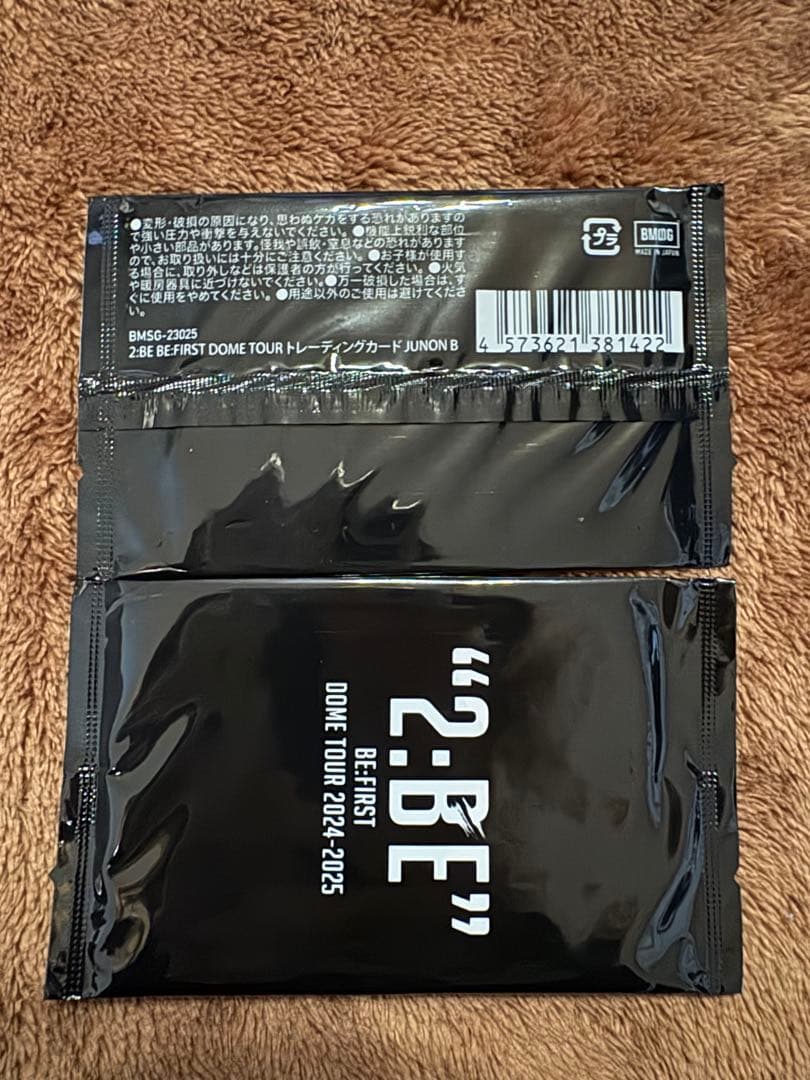 ●変形・破損の原因になり、思わぬケガをする恐れがありますの
で強い圧力や衝撃を与えないでください。●機能上鋭利な部位
や小さい部品があります。怪我や誤飲・窒息などの恐れがあります
ので、お取り扱いには十分にご注意ください。●お子様が使用す
る場合に、取り外しなどは保護者の方が行ってください。●火気
や暖房器具に近づけないでください。●万一破損した場合は、す
ぐに使用をやめてください。●用途以外のご使用は避けてくださ
い。
プラ
BMSG
MADE IN JAPAN
BMSG-23025
2:BE BE:FIRST DOME TOUR トレーディングカード JUNON B
4 573621 381422
“2:BE”
BE:FIRST
DOME TOUR 2024-2025